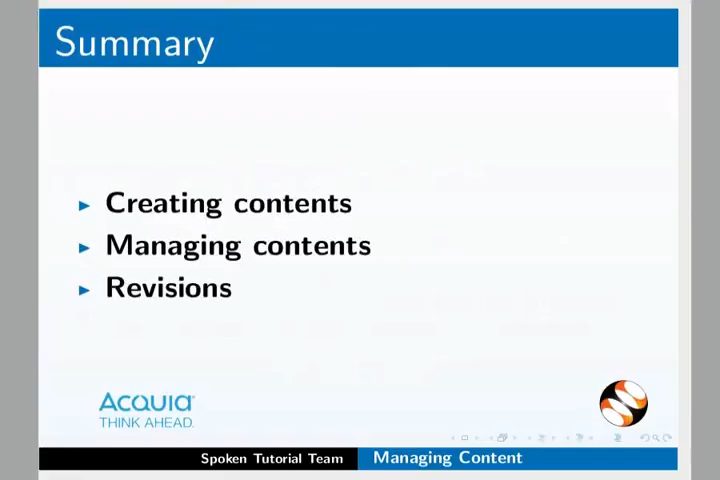 Summary
Creating contents
Managing contents
Revisions
Acquia
THINK AHEAD.
Spoken Tutorial Team
Managing Content